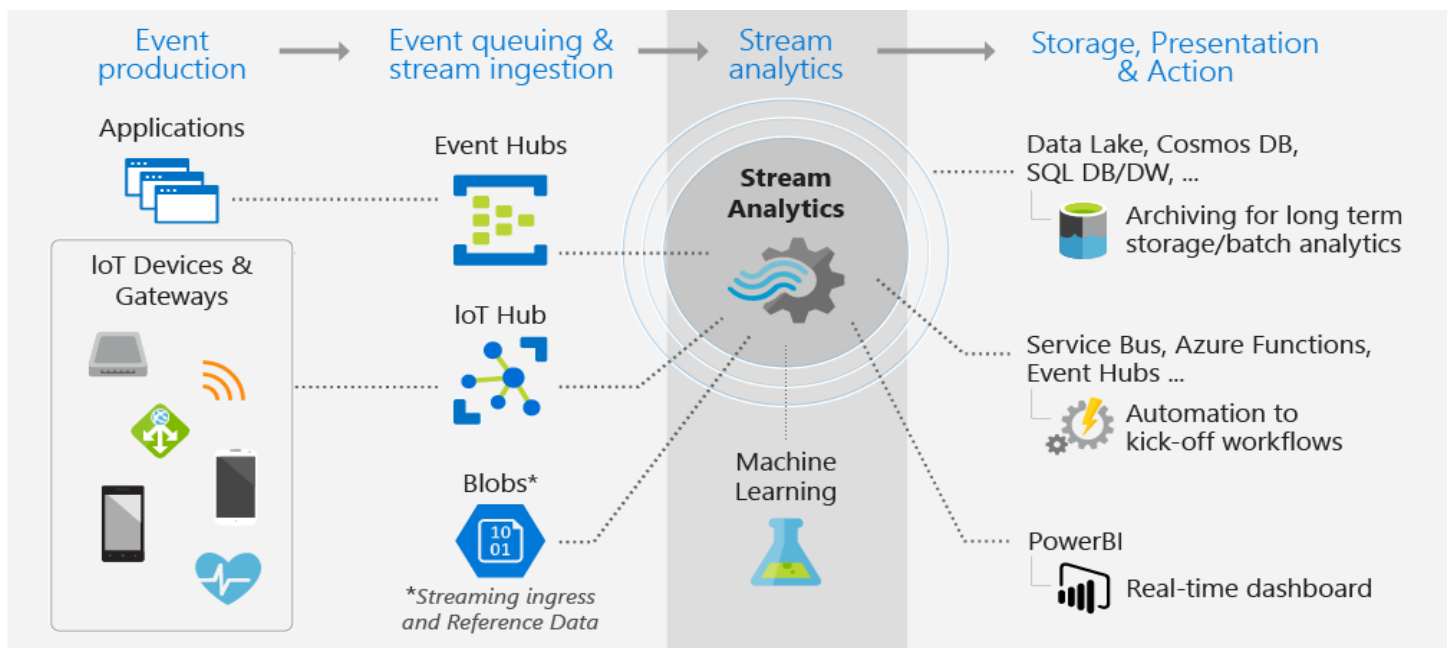 Event
production
Event queuing &
stream ingestion
Stream
analytics
Storage, Presentation
& Action
Applications
IoT Devices &
Gateways
Event Hubs
IoT Hub
Blobs*
10
01
*Streaming ingress
and Reference Data
Stream
Analytics
Machine
Learning
Data Lake, Cosmos DB,
SQL DB/DW, ...
Archiving for long term
storage/batch analytics
Service Bus, Azure Functions,
Event Hubs ...
Automation to
kick-off workflows
PowerBI
Real-time dashboard